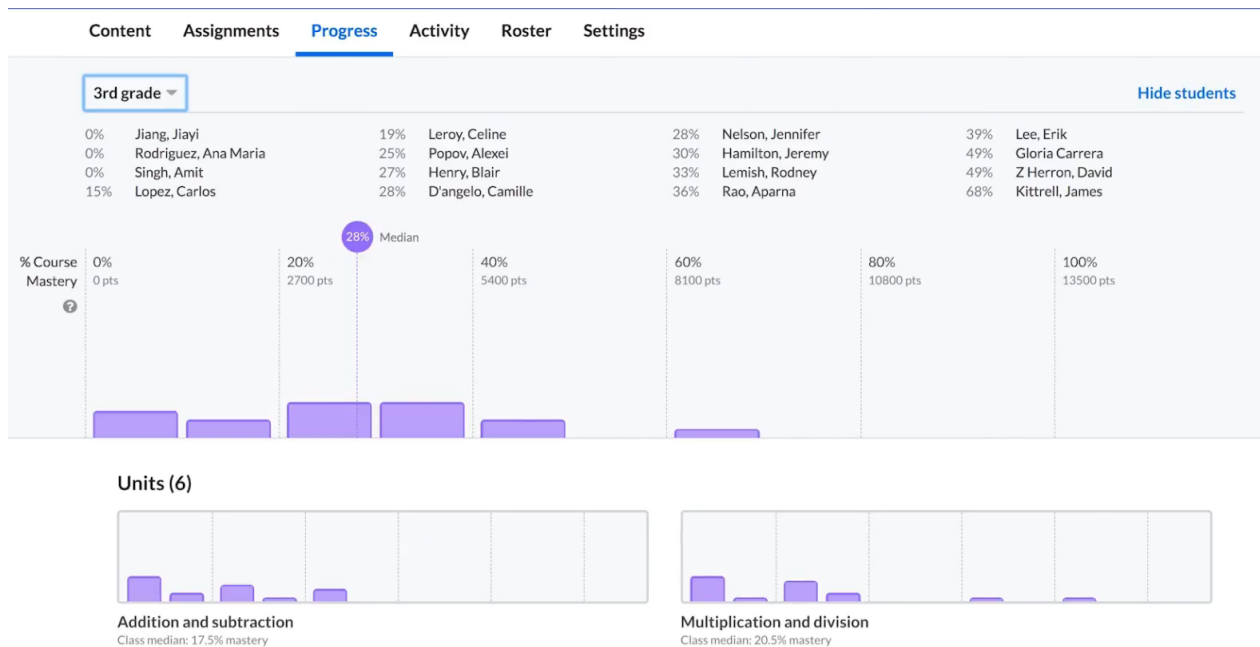 Content Assignments Progress Activity Roster Settings
3rd grade
Hide students
0% Jiang, Jiayi
0% Rodriguez, Ana Maria
0% Singh, Amit
15% Lopez, Carlos
19% Leroy, Celine
25% Popov, Alexei
27% Henry, Blair
28% D'angelo, Camille
28% Nelson, Jennifer
30% Hamilton, Jeremy
33% Lemish, Rodney
36% Rao, Aparna
39% Lee, Erik
49% Gloria Carrera
49% Z Herron, David
68% Kittrell, James
28% Median
% Course Mastery
?
0% 20% 40% 60% 80% 100%
0 pts 2700 pts 5400 pts 8100 pts 10800 pts 13500 pts
Units (6)
Addition and subtraction
Class median: 17.5% mastery
Multiplication and division
Class median: 20.5% mastery